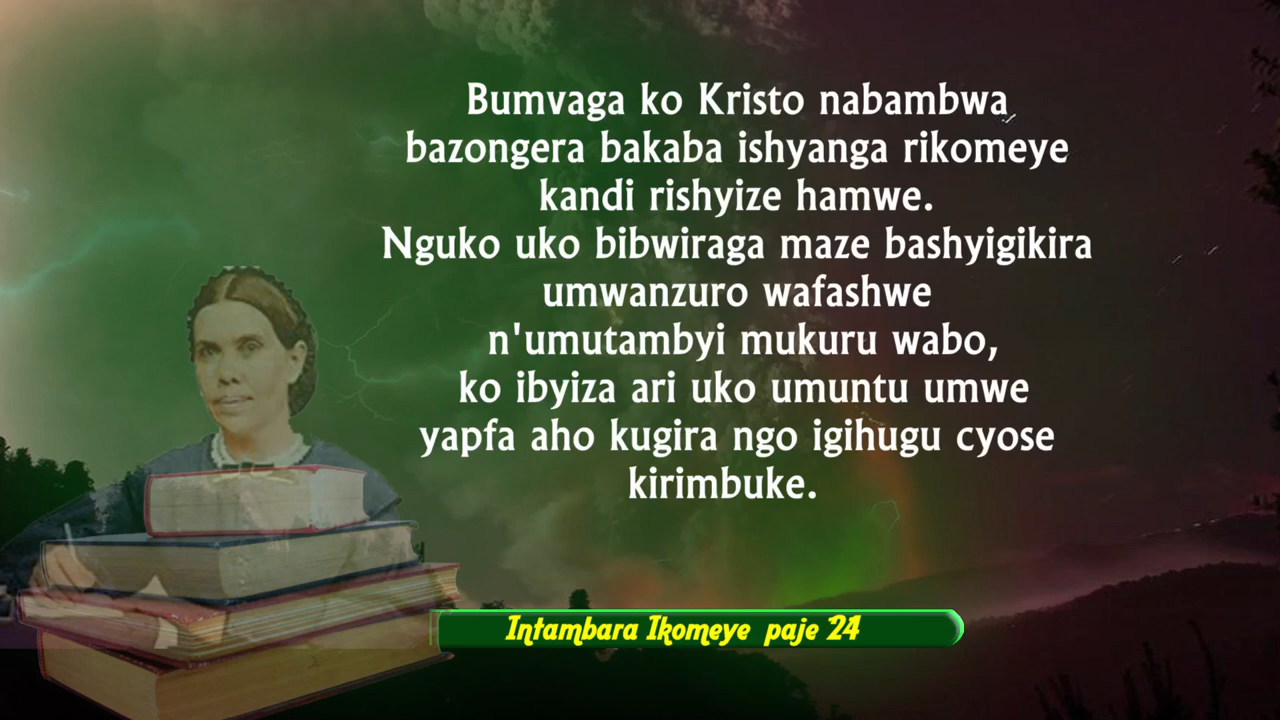 Bumvaga ko Kristo nabambwa
bazongera bakaba ishyanga rikomeye
kandi rishyize hamwe.
Nguko uko bibwiraga maze bashyigikira
umwanzuro wafashwe
n'umutambyi mukuru wabo,
ko ibyiza ari uko umuntu umwe
yapfa aho kugira ngo igihugu cyose
kirimbuke.
Intambara Ikomeye paje 24